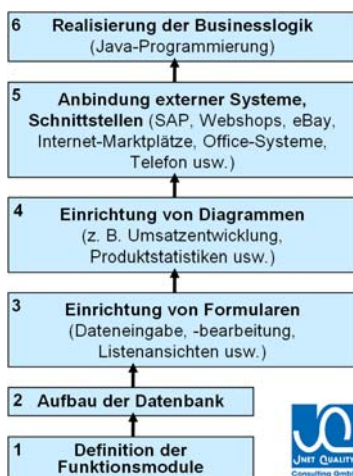 6 Realisierung der Businesslogik
(Java-Programmierung)
5 Anbindung externer Systeme,
Schnittstellen (SAP, Webshops, eBay,
Internet-Marktplätze, Office-Systeme,
Telefon usw.)
4 Einrichtung von Diagrammen
(z. B. Umsatzentwicklung,
Produktstatistiken usw.)
3 Einrichtung von Formularen
(Dateneingabe, -bearbeitung,
Listenansichten usw.)
2 Aufbau der Datenbank
1 Definition der
Funktionsmodule
JNET QUALITY
Consulting GmbH